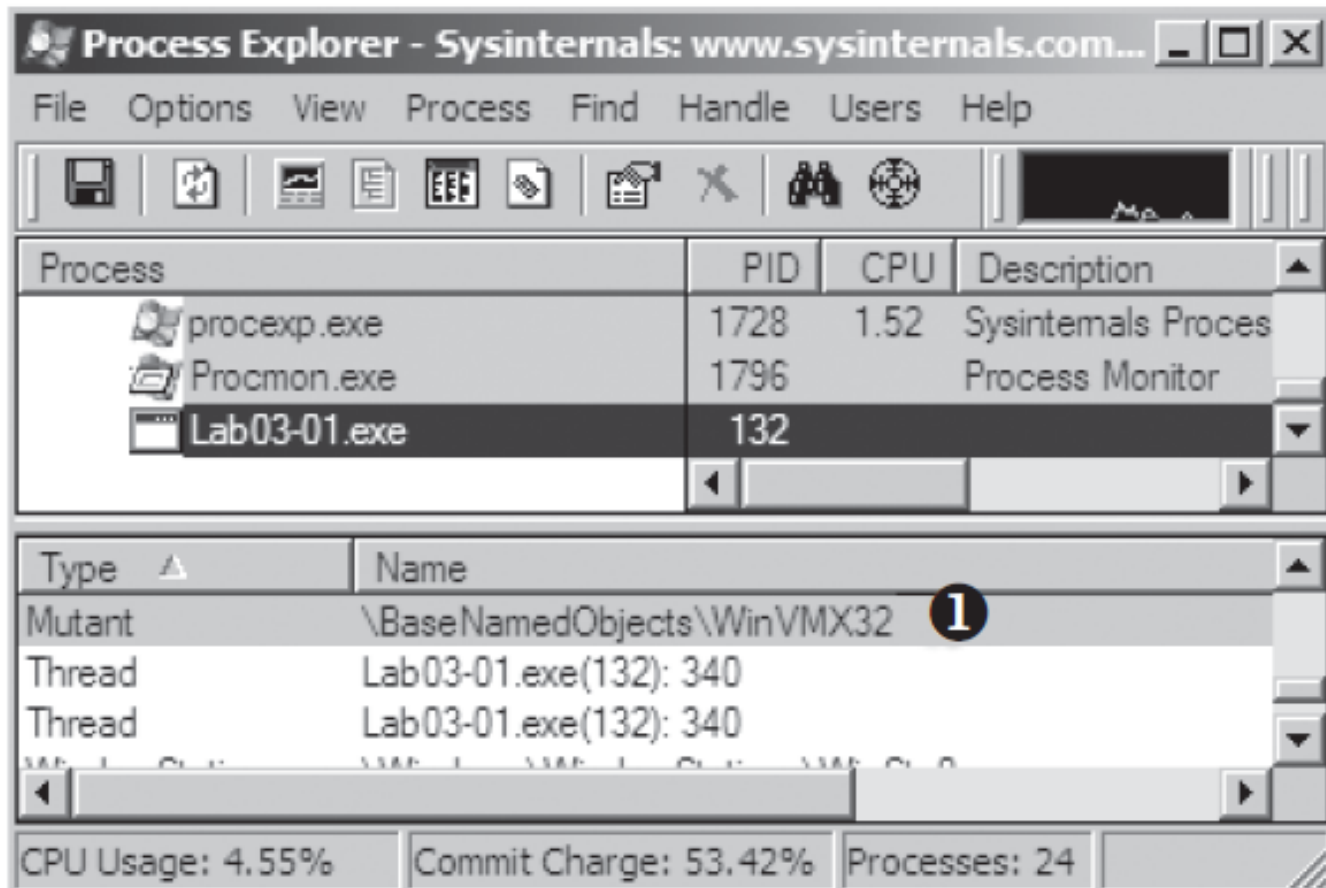 Process Explorer - Sysinternals: www.sysinternals.com...
File Options View Process Find Handle Users Help
Process PID CPU Description
procexp.exe 1728 1.52 Sysinternals Proces
Procmon.exe 1796 Process Monitor
Lab03-01.exe 132
Type Name
Mutant \BaseNamedObjects\WinVMX32 1
Thread Lab03-01.exe(132): 340
Thread Lab03-01.exe(132): 340
CPU Usage: 4.55% Commit Charge: 53.42% Processes: 24